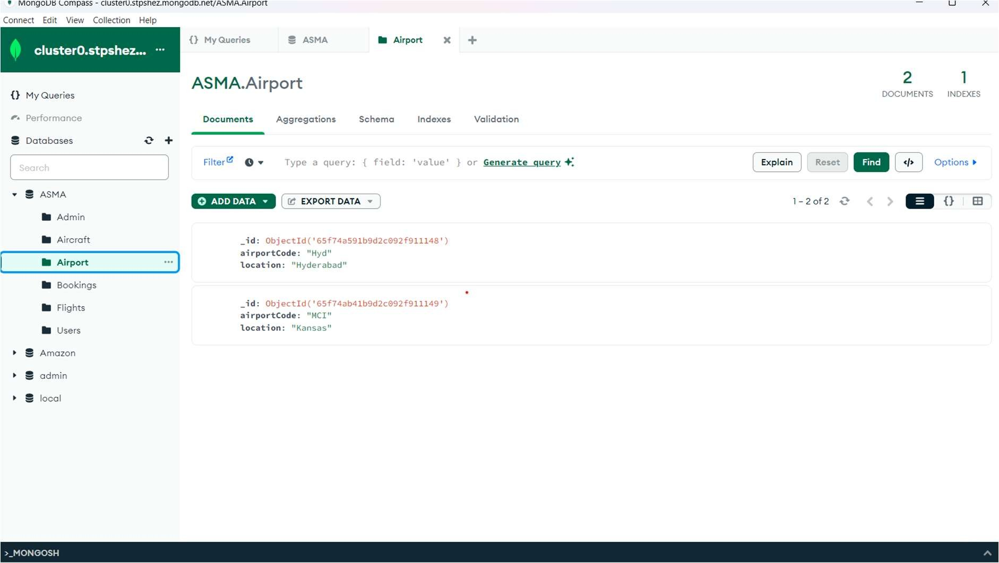 MongoDB Compass - cluster0.stpshez.mongodb.net/ASMA.Airport
Connect Edit View Collection Help
cluster0.stpshez... ...
{} My Queries
ASMA
Airport
My Queries
Performance
Databases
Search
ASMA
Admin
Aircraft
Airport ...
Bookings
Flights
Users
Amazon
admin
local
ASMA.Airport
2
DOCUMENTS
1
INDEXES
Documents Aggregations Schema Indexes Validation
Filter Type a query: { field: 'value' } or Generate query Explain Reset Find </> Options
ADD DATA EXPORT DATA 1 – 2 of 2 {}
_id: ObjectId('65f74a591b9d2c092f911148')
airportCode: "Hyd"
location: "Hyderabad"
_id: ObjectId('65f74ab41b9d2c092f911149')
airportCode: "MCI"
location: "Kansas"
>_MONGOSH